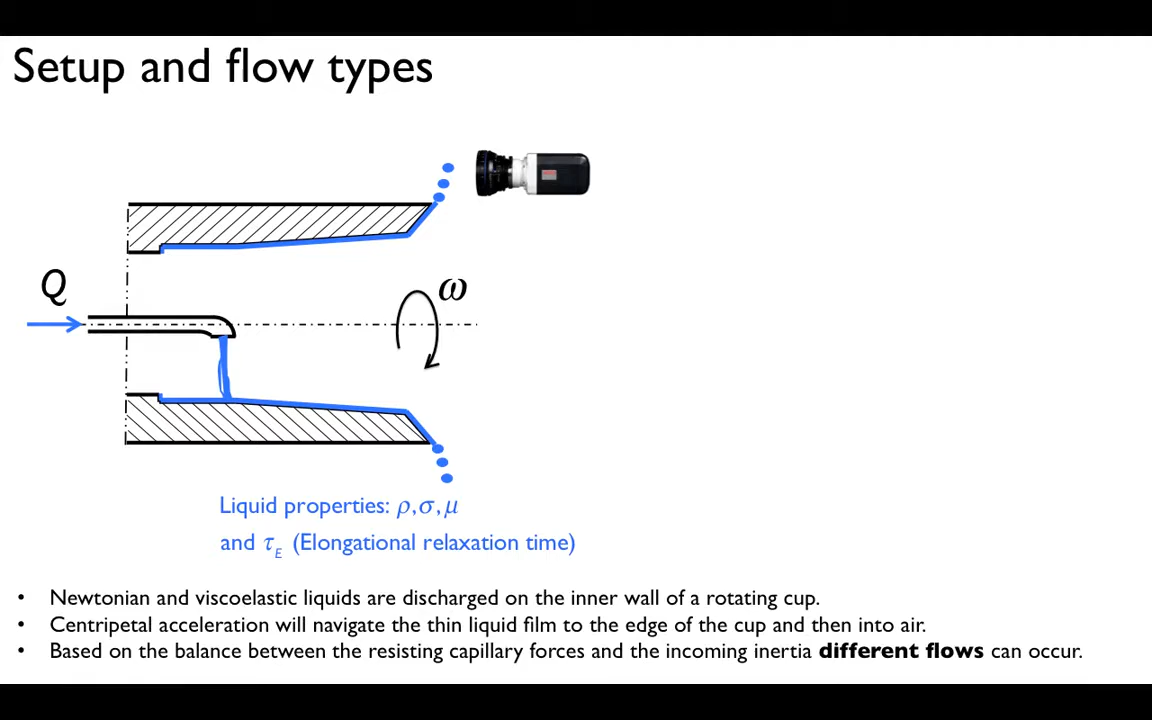 Setup and flow types
Q
ω
Liquid properties: ρ,σ,μ
and τE (Elongational relaxation time)
• Newtonian and viscoelastic liquids are discharged on the inner wall of a rotating cup.
• Centripetal acceleration will navigate the thin liquid film to the edge of the cup and then into air.
• Based on the balance between the resisting capillary forces and the incoming inertia different flows can occur.